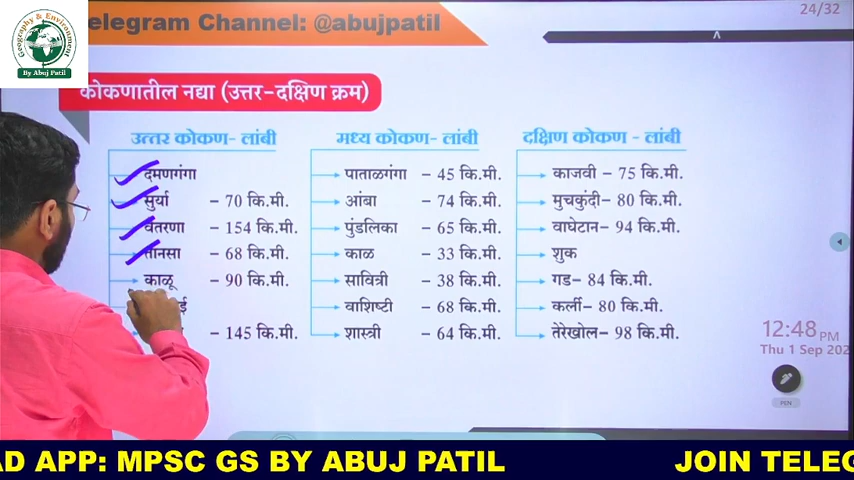 24/32
Telegram Channel: @abujpatil
Geography & Environment
By Abuj Patil
कोकणातील नद्या (उत्तर-दक्षिण क्रम)
उत्तर कोकण- लांबी
दमणगंगा
सुर्या - 70 कि.मी.
वैतरणा - 154 कि.मी.
तानसा - 68 कि.मी.
काळू - 90 कि.मी.
- 145 कि.मी.
मध्य कोकण- लांबी
पाताळगंगा - 45 कि.मी.
आंबा - 74 कि.मी.
पुंडलिका - 65 कि.मी.
काळ - 33 कि.मी.
सावित्री - 38 कि.मी.
वाशिष्टी - 68 कि.मी.
शास्त्री - 64 कि.मी.
दक्षिण कोकण - लांबी
काजवी - 75 कि.मी.
मुचकुंदी- 80 कि.मी.
वाघेटान- 94 कि.मी.
शुक
गड- 84 कि.मी.
कर्ली- 80 कि.मी.
तेरेखोल- 98 कि.मी.
12:48 PM
Thu 1 Sep 202
PEN
AD APP: MPSC GS BY ABUJ PATIL JOIN TELEG